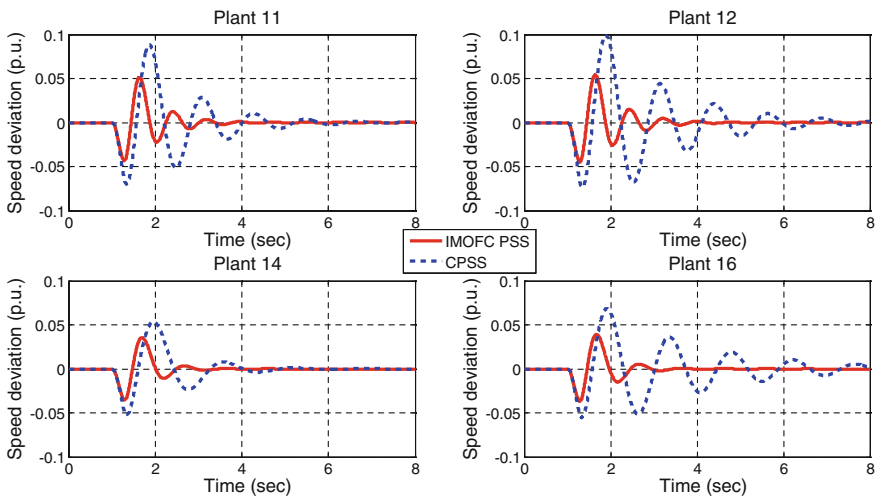 Plant 11
Speed deviation (p.u.)
0.1
0.05
0
-0.05
-0.1
0 2 4 6 8
Time (sec)
Plant 12
Speed deviation (p.u.)
0.1
0.05
0
-0.05
-0.1
0 2 4 6 8
Time (sec)
IMOFC PSS
CPSS
Plant 14
Speed deviation (p.u.)
0.1
0.05
0
-0.05
-0.1
0 2 4 6 8
Time (sec)
Plant 16
Speed deviation (p.u.)
0.1
0.05
0
-0.05
-0.1
0 2 4 6 8
Time (sec)